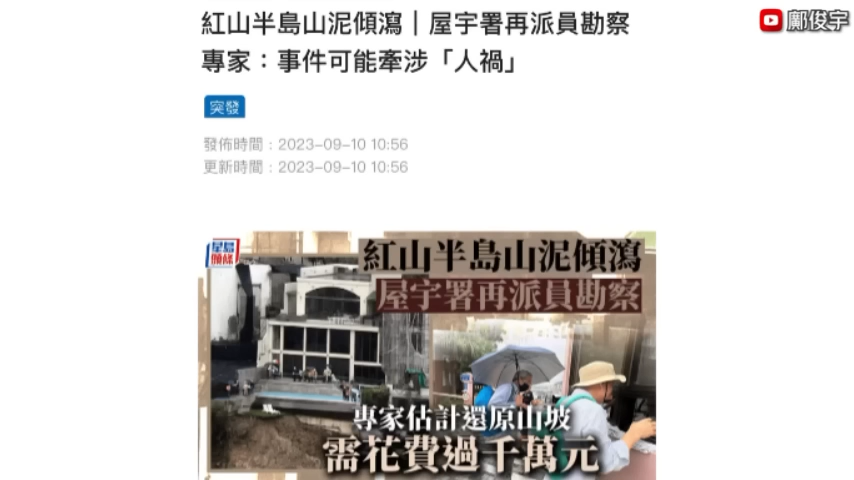 紅山半島山泥傾瀉｜屋宇署再派員勘察
專家：事件可能牽涉「人禍」
鄺俊宇
突發
發佈時間：2023-09-10 10:56
更新時間：2023-09-10 10:56
星島
頭條
紅山半島山泥傾瀉
屋宇署再派員勘察
專家估計還原山坡
需花費過千萬元